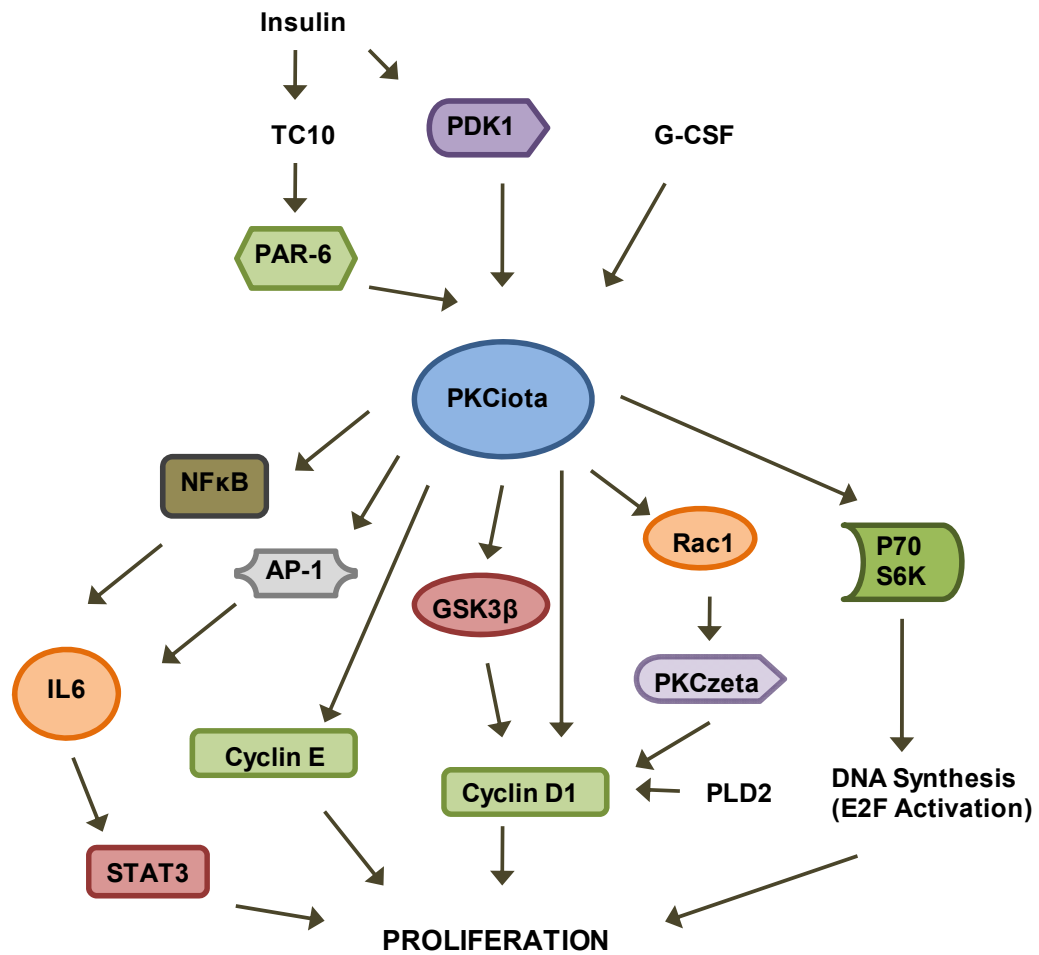 Insulin
TC10
PDK1
G-CSF
PAR-6
PKCiota
NFκB
AP-1
GSK3β
Rac1
P70
S6K
IL6
PKCzeta
Cyclin E
Cyclin D1
PLD2
DNA Synthesis
(E2F Activation)
STAT3
PROLIFERATION